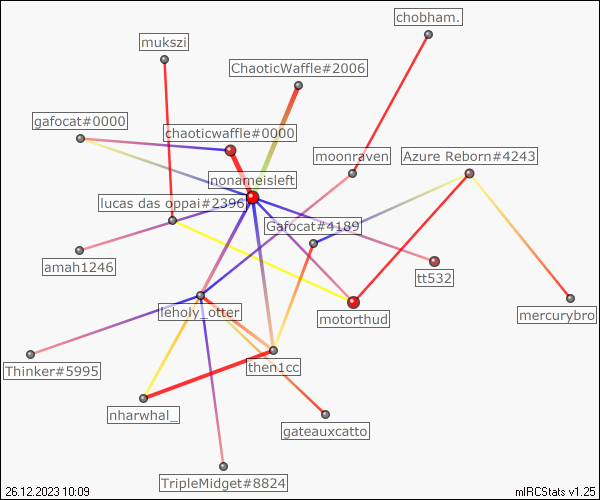 chobham.
mukszi
ChaoticWaffle#2006
gafocat#0000
chaoticwaffle#0000
moonraven
Azure Reborn#4243
nonameisleft
lucas das oppai#2396
Gafocat#4189
amah1246
tt532
leholy_otter
motorthud
mercurybro
Thinker#5995
then1cc
nharwhal_
gateauxcatto
TripleMidget#8824
26.12.2023 10:09
mIRCStats v1.25